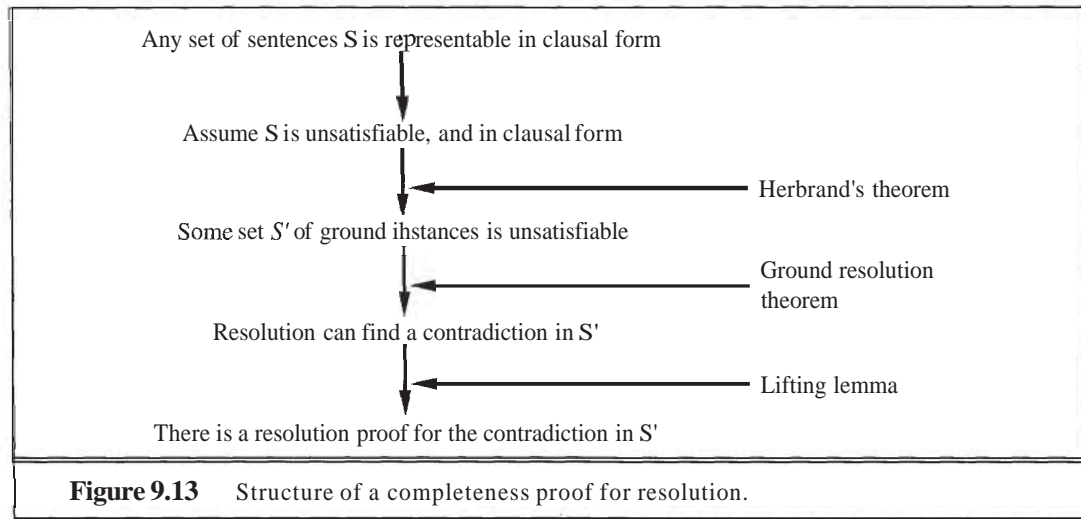 Any set of sentences S is representable in clausal form
Assume S is unsatisfiable, and in clausal form
Herbrand's theorem
Some set S' of ground ihstances is unsatisfiable
Ground resolution
theorem
Resolution can find a contradiction in S'
Lifting lemma
There is a resolution proof for the contradiction in S'
Figure 9.13 Structure of a completeness proof for resolution.